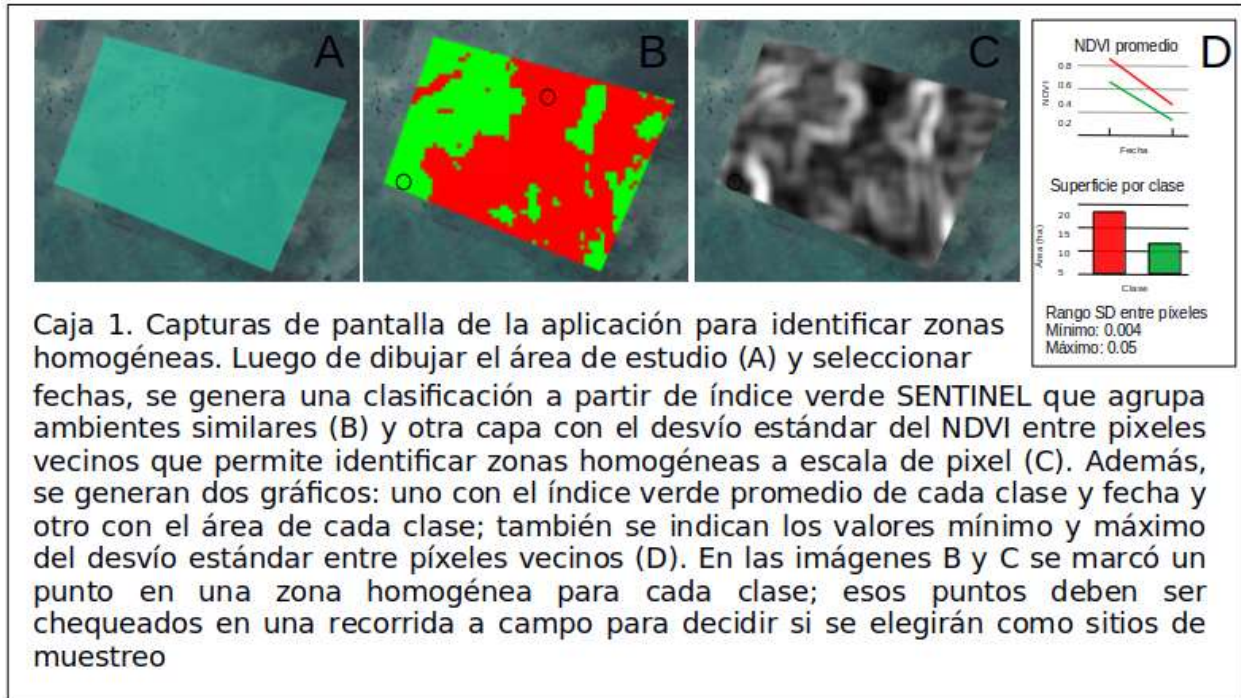 A
B
C
D
NDVI promedio
0.8
0.6
0.4
0.2
NDVI
Fecha
Superficie por clase
20
15
10
5
Área (ha)
Clase
Rango SD entre píxeles
Mínimo: 0.004
Máximo: 0.05
Caja 1. Capturas de pantalla de la aplicación para identificar zonas
homogéneas. Luego de dibujar el área de estudio (A) y seleccionar
fechas, se genera una clasificación a partir de índice verde SENTINEL que agrupa
ambientes similares (B) y otra capa con el desvío estándar del NDVI entre pixeles
vecinos que permite identificar zonas homogéneas a escala de pixel (C). Además,
se generan dos gráficos: uno con el índice verde promedio de cada clase y fecha y
otro con el área de cada clase; también se indican los valores mínimo y máximo
del desvío estándar entre píxeles vecinos (D). En las imágenes B y C se marcó un
punto en una zona homogénea para cada clase; esos puntos deben ser
chequeados en una recorrida a campo para decidir si se elegirán como sitios de
muestreo